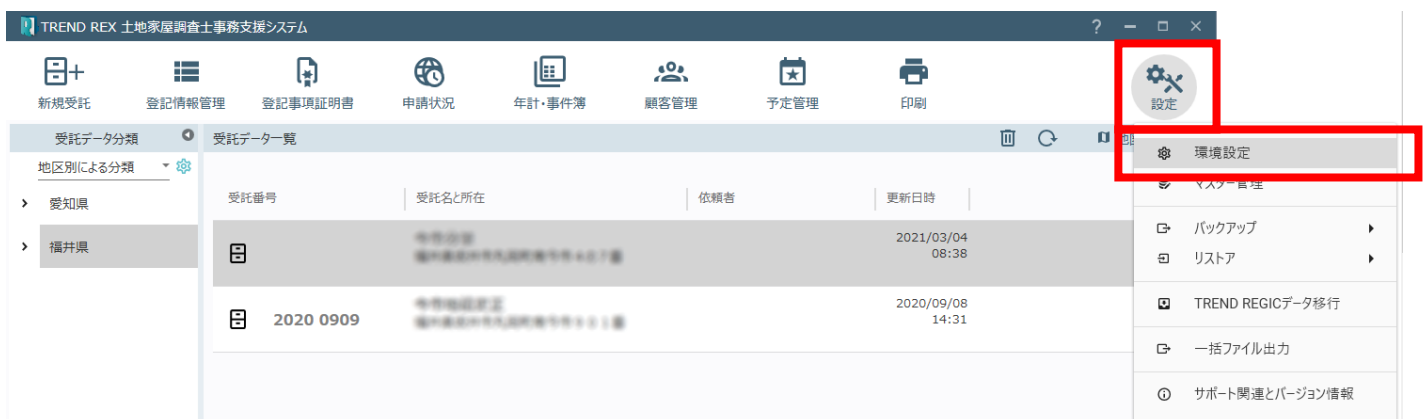 TREND REX 土地家屋調査士事務支援システム
?
新規受託 登記情報管理 登記事項証明書 申請状況 年計・事件簿 顧客管理 予定管理 印刷 設定
受託データ分類 受託データ一覧
地区別による分類
愛知県
福井県
受託番号 受託名と所在 依頼者 更新日時
2021/03/04
08:38
2020 0909
2020/09/08
14:31
環境設定
マスター管理
バックアップ
リストア
TREND REGICデータ移行
一括ファイル出力
サポート関連とバージョン情報